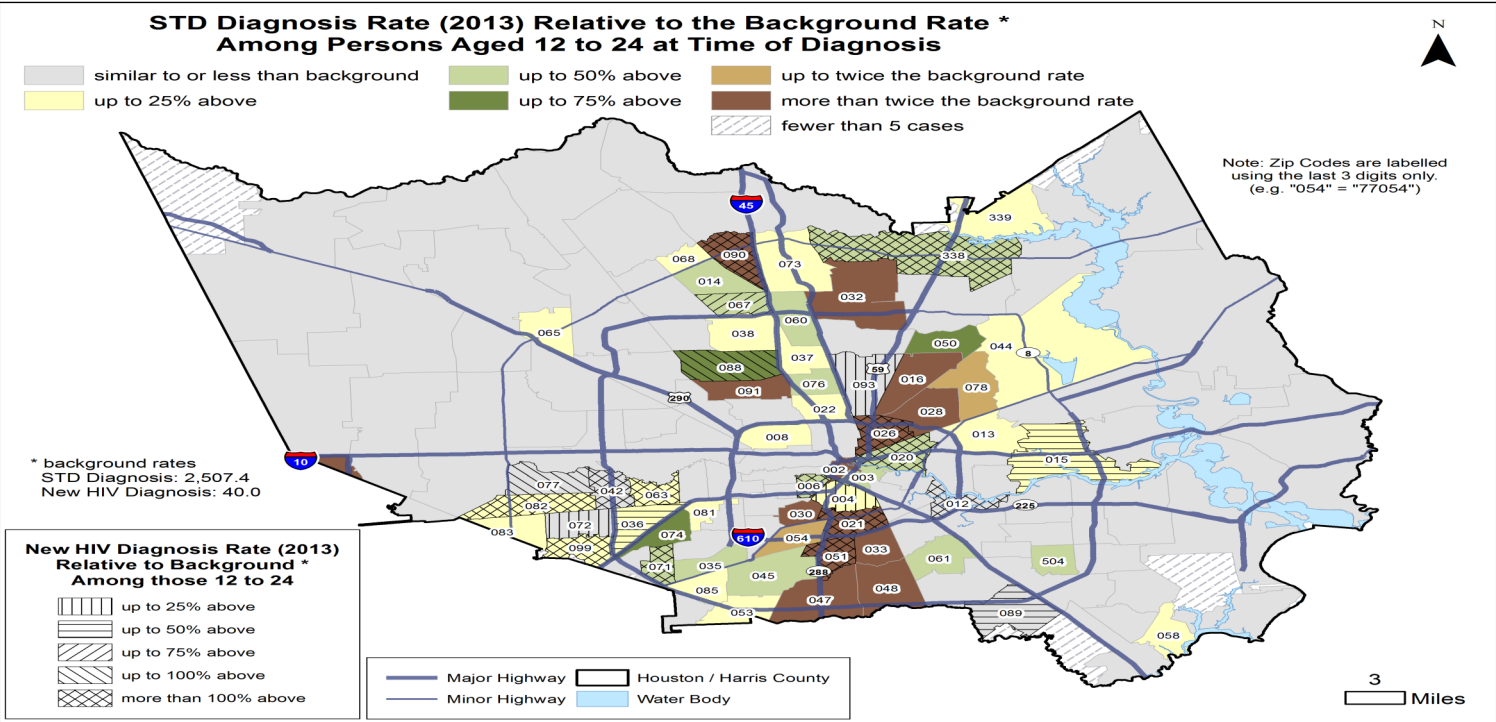 STD Diagnosis Rate (2013) Relative to the Background Rate *
Among Persons Aged 12 to 24 at Time of Diagnosis
N
similar to or less than background
up to 50% above
up to twice the background rate
up to 25% above
up to 75% above
more than twice the background rate
fewer than 5 cases
Note: Zip Codes are labelled
using the last 3 digits only.
(e.g. "054" = "77054")
45
339
068
090
073
338
014
067
032
060
065
038
050
044
8
037
088
59
016
078
076
093
091
290
028
022
026
008
013
020
015
10
002
003
077
042
063
006
004
012
225
082
030
021
072
036
081
083
074
610
054
099
051
033
071
035
061
504
045
288
085
048
047
053
089
058
* background rates
STD Diagnosis: 2,507.4
New HIV Diagnosis: 40.0
New HIV Diagnosis Rate (2013)
Relative to Background *
Among those 12 to 24
up to 25% above
up to 50% above
up to 75% above
up to 100% above
more than 100% above
Major Highway
Houston / Harris County
Minor Highway
Water Body
3
Miles